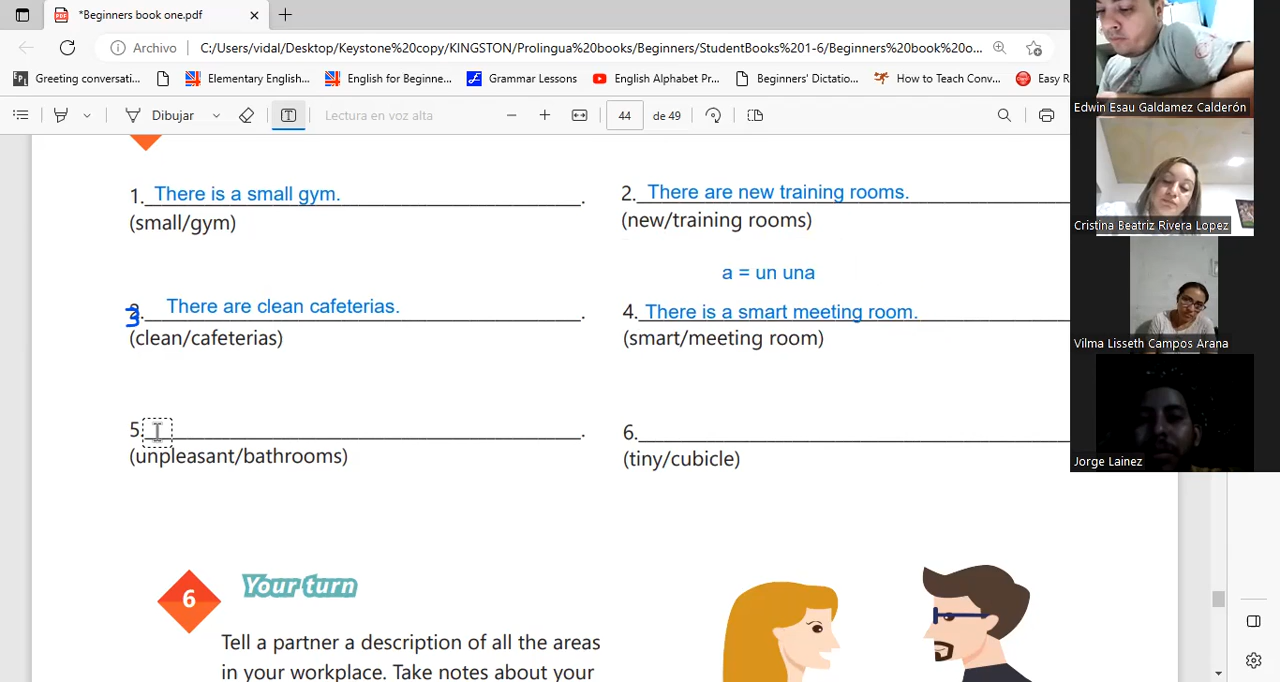 *Beginners book one.pdf
Archivo
C:/Users/vidal/Desktop/Keystone%20copy/KINGSTON/Prolingua%20books/Beginners/StudentBooks%201-6/Beginners%20book%20o...
Greeting conversati...
Elementary English...
English for Beginne...
Grammar Lessons
English Alphabet Pr...
Beginners' Dictatio...
How to Teach Conv...
Easy R
Dibujar
Lectura en voz alta
44
de 49
1. There is a small gym. .
(small/gym)
2. There are new training rooms.
(new/training rooms)
a = un una
3. There are clean cafeterias. .
(clean/cafeterias)
4. There is a smart meeting room.
(smart/meeting room)
5. .
(unpleasant/bathrooms)
6.
(tiny/cubicle)
6
Your turn
Tell a partner a description of all the areas
in your workplace. Take notes about your
Edwin Esau Galdamez Calderón
Cristina Beatriz Rivera Lopez
Vilma Lisseth Campos Arana
Jorge Lainez